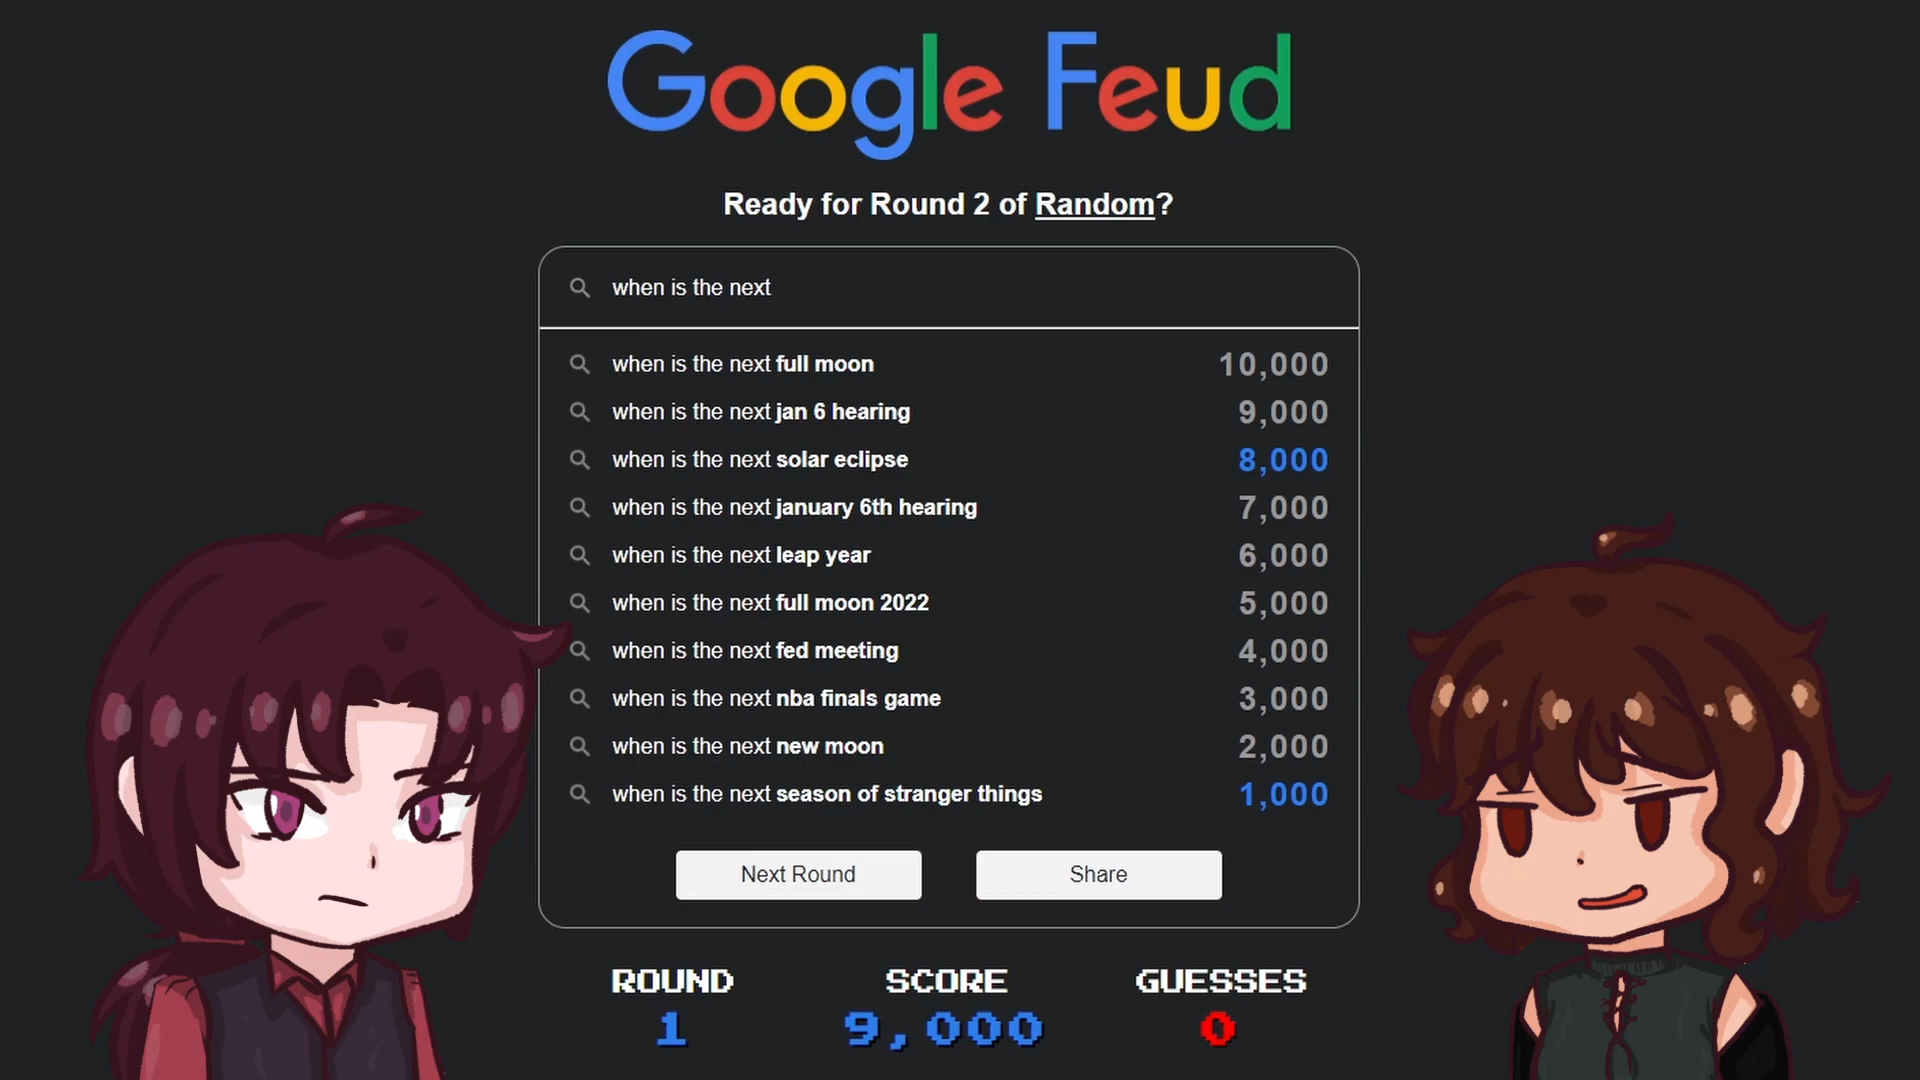 Google Feud
Ready for Round 2 of Random?
when is the next
when is the next full moon 10,000
when is the next jan 6 hearing 9,000
when is the next solar eclipse 8,000
when is the next january 6th hearing 7,000
when is the next leap year 6,000
when is the next full moon 2022 5,000
when is the next fed meeting 4,000
when is the next nba finals game 3,000
when is the next new moon 2,000
when is the next season of stranger things 1,000
Next Round Share
ROUND SCORE GUESSES
1 9,000 0